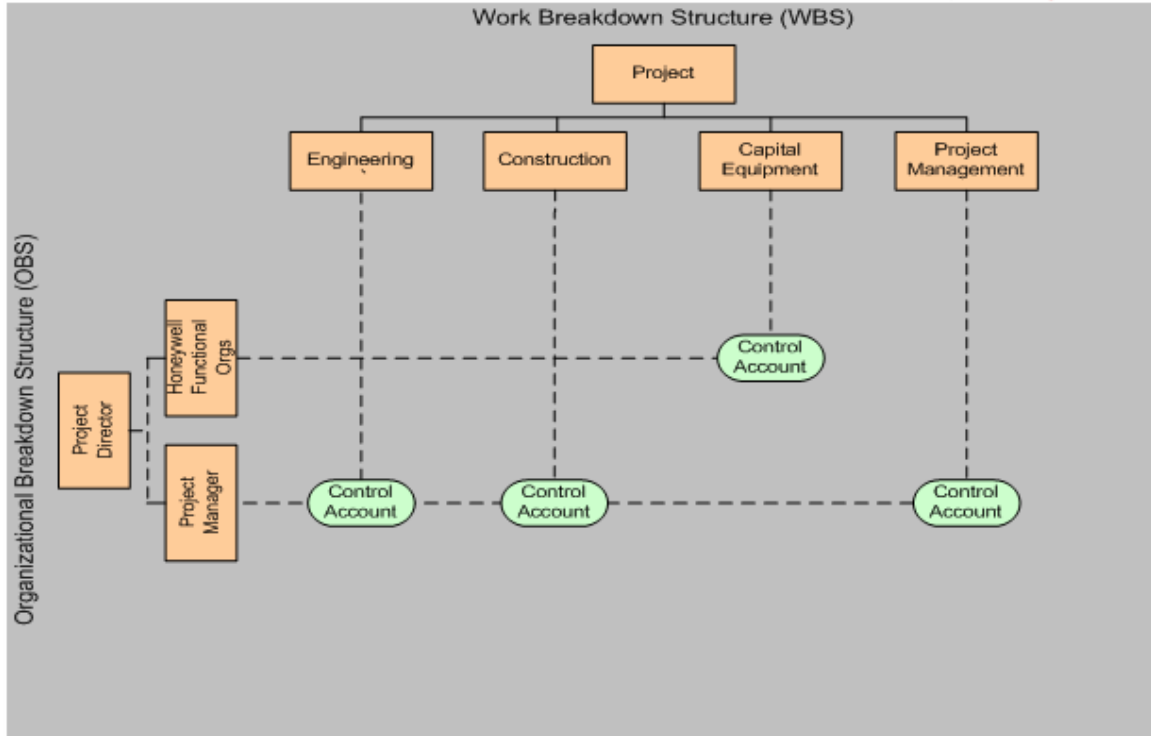 Work Breakdown Structure (WBS)
Project
Engineering
Construction
Capital
Equipment
Project
Management
Organizational Breakdown Structure (OBS)
Project
Director
Honeywell
Functional
Orgs
Control
Account
Project
Manager
Control
Account
Control
Account
Control
Account